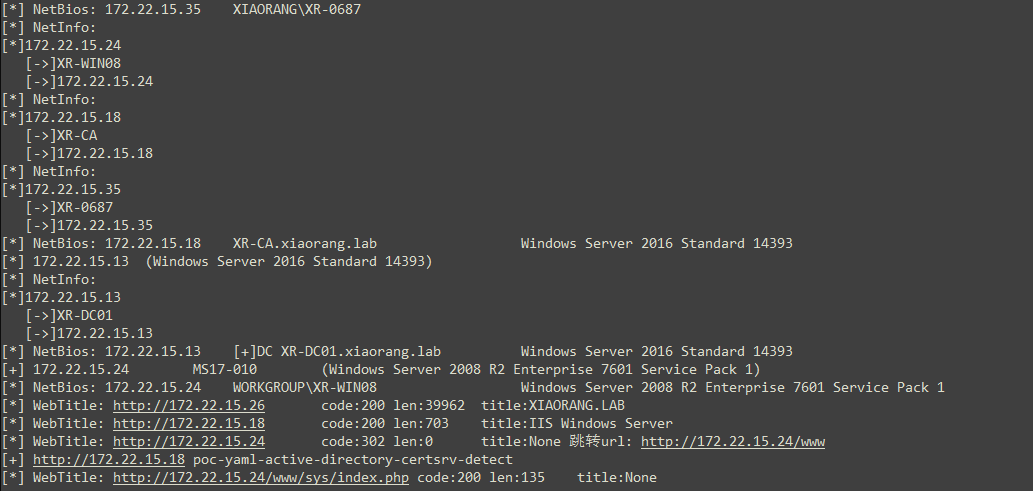 [*] NetBios: 172.22.15.35    XIAORANG\XR-0687
[*] NetInfo:
[*]172.22.15.24
   [->]XR-WIN08
   [->]172.22.15.24
[*] NetInfo:
[*]172.22.15.18
   [->]XR-CA
   [->]172.22.15.18
[*] NetInfo:
[*]172.22.15.35
   [->]XR-0687
   [->]172.22.15.35
[*] NetBios: 172.22.15.18    XR-CA.xiaorang.lab                  Windows Server 2016 Standard 14393
[*] 172.22.15.13  (Windows Server 2016 Standard 14393)
[*] NetInfo:
[*]172.22.15.13
   [->]XR-DC01
   [->]172.22.15.13
[*] NetBios: 172.22.15.13    [+]DC XR-DC01.xiaorang.lab          Windows Server 2016 Standard 14393
[+] 172.22.15.24        MS17-010        (Windows Server 2008 R2 Enterprise 7601 Service Pack 1)
[*] NetBios: 172.22.15.24    WORKGROUP\XR-WIN08                  Windows Server 2008 R2 Enterprise 7601 Service Pack 1
[*] WebTitle: http://172.22.15.26       code:200 len:39962  title:XIAORANG.LAB
[*] WebTitle: http://172.22.15.18       code:200 len:703    title:IIS Windows Server
[*] WebTitle: http://172.22.15.24       code:302 len:0      title:None 跳转url: http://172.22.15.24/www
[+] http://172.22.15.18 poc-yaml-active-directory-certsrv-detect
[*] WebTitle: http://172.22.15.24/www/sys/index.php code:200 len:135    title:None